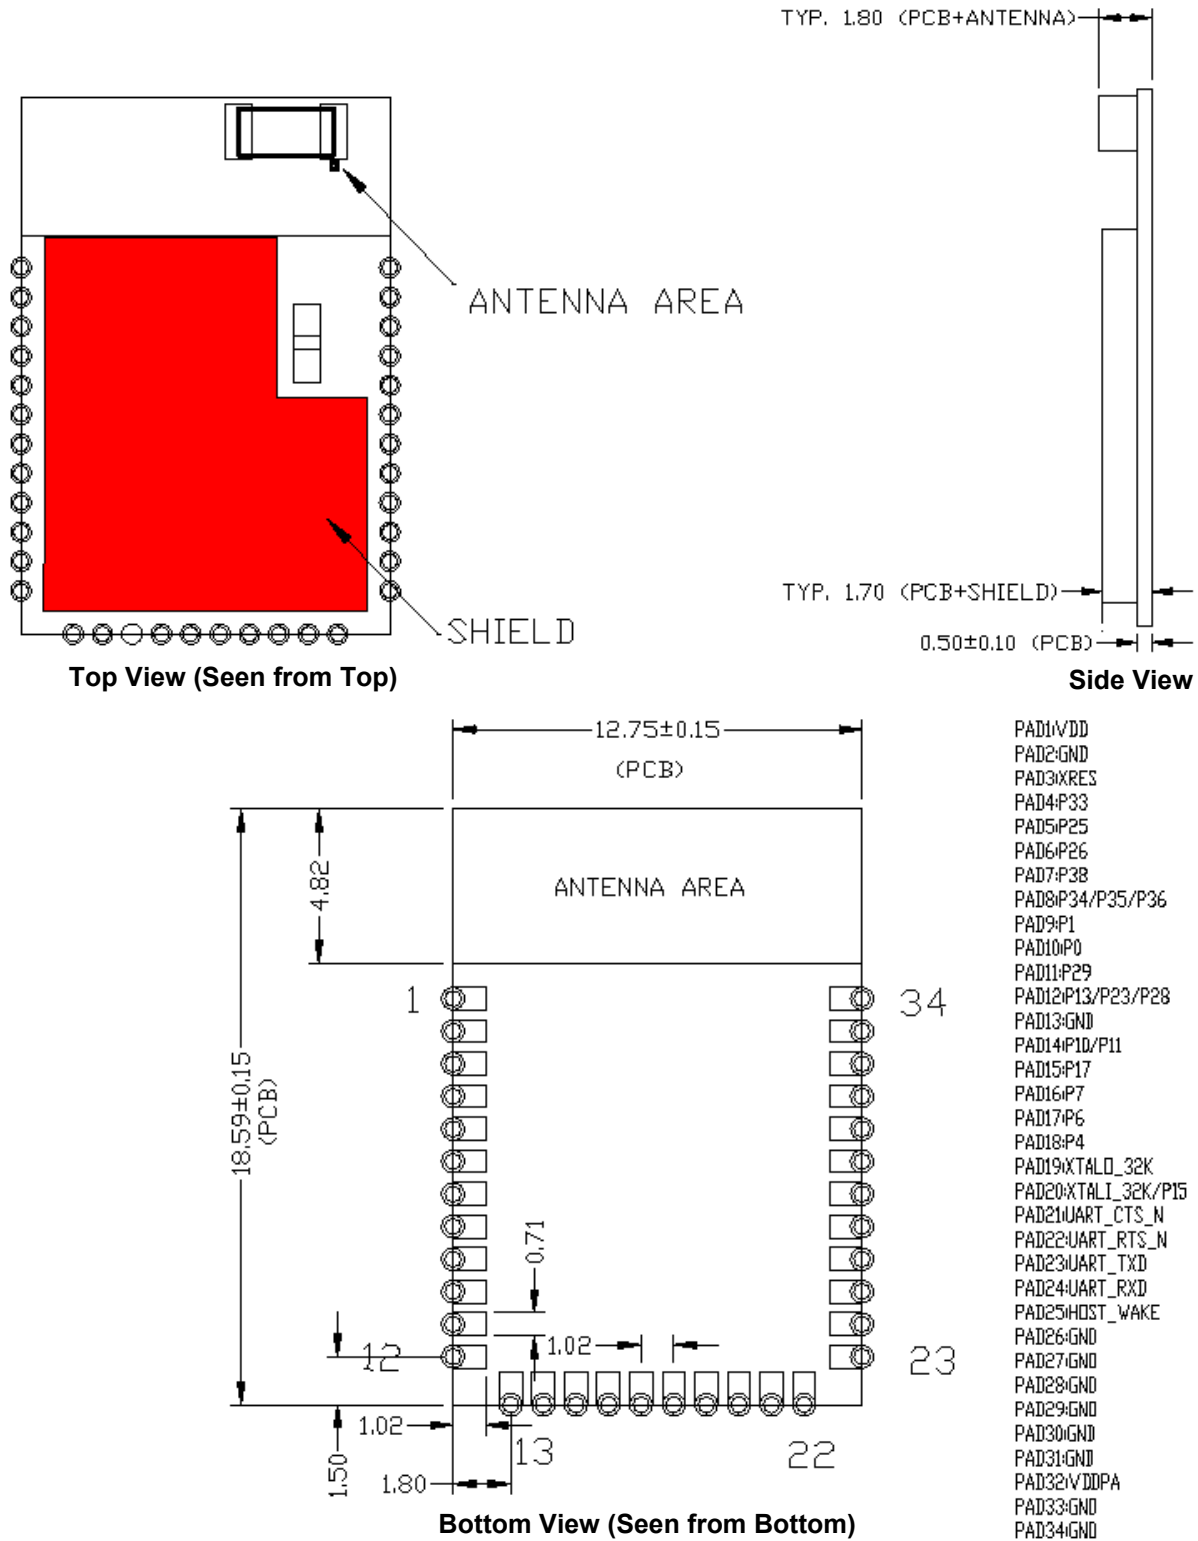 TYP. 1.80 (PCB+ANTENNA)
ANTENNA AREA
TYP. 1.70 (PCB+SHIELD)
SHIELD
0.50±0.10 (PCB)
Top View (Seen from Top)
Side View
12.75±0.15
(PCB)
4.82
ANTENNA AREA
18.59±0.15
(PCB)
1
34
0.71
12
1.02
23
1.02
13
22
1.50
1.80
Bottom View (Seen from Bottom)
PAD1:VDD
PAD2:GND
PAD3:XRES
PAD4:P33
PAD5:P25
PAD6:P26
PAD7:P38
PAD8:P34/P35/P36
PAD9:P1
PAD10:P0
PAD11:P29
PAD12:P13/P23/P28
PAD13:GND
PAD14:P10/P11
PAD15:P17
PAD16:P7
PAD17:P6
PAD18:P4
PAD19:XTALO_32K
PAD20:XTALI_32K/P15
PAD21:UART_CTS_N
PAD22:UART_RTS_N
PAD23:UART_TXD
PAD24:UART_RXD
PAD25:HOST_WAKE
PAD26:GND
PAD27:GND
PAD28:GND
PAD29:GND
PAD30:GND
PAD31:GND
PAD32:VDDPA
PAD33:GND
PAD34:GND